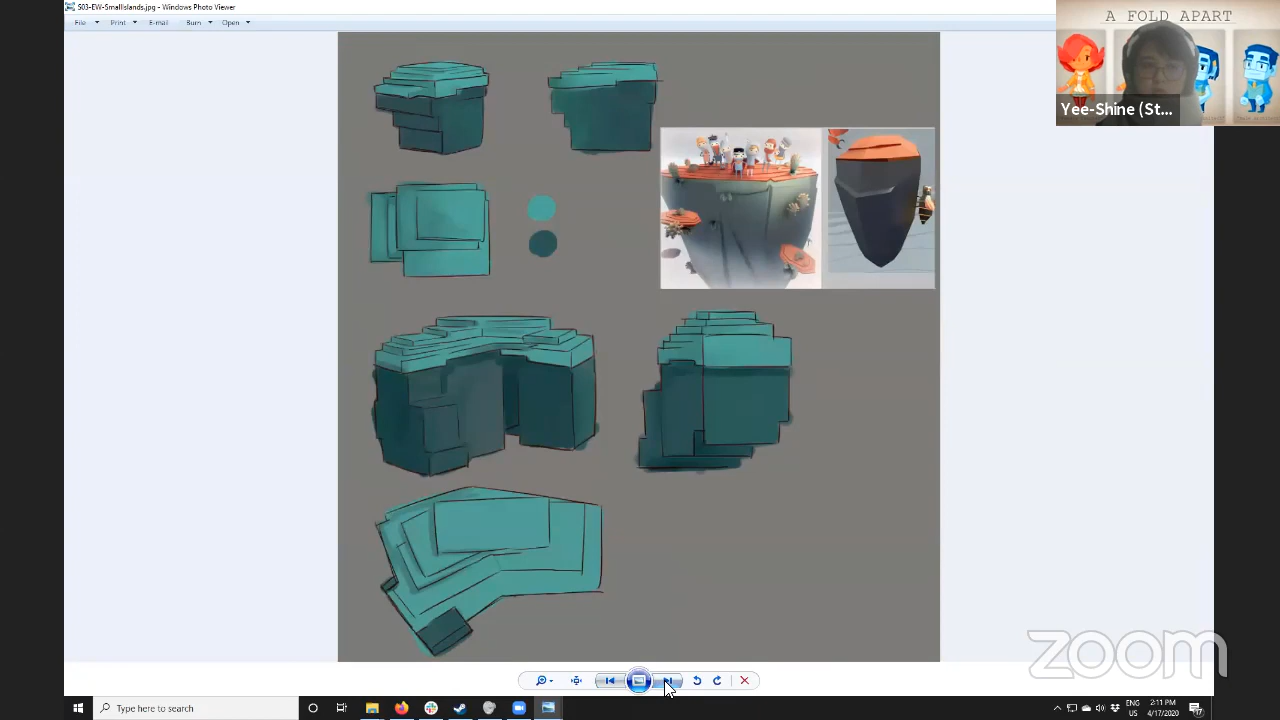 S03-EW-SmallIslands.jpg - Windows Photo Viewer
File Print E-mail Burn Open
A FOLD APART
Yee-Shine (St...
zoom
Type here to search
ENG
US
2:11 PM
4/17/2020